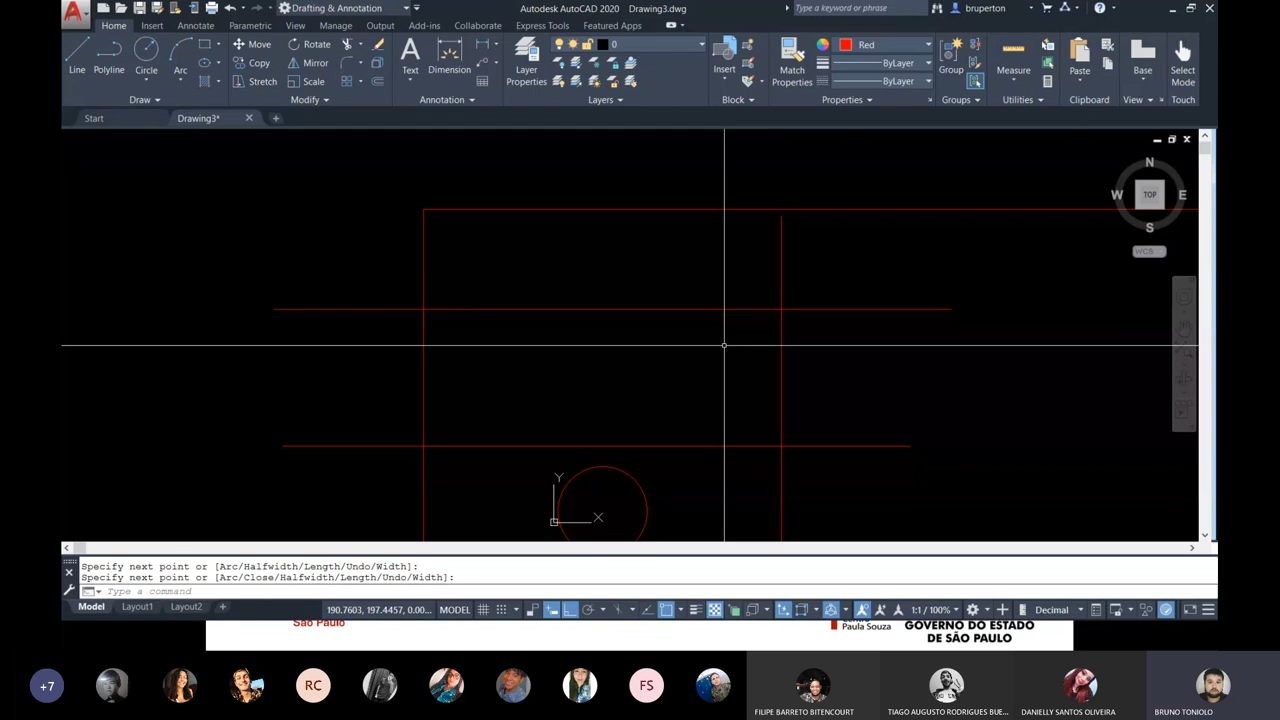 Autodesk AutoCAD 2020 Drawing3.dwg
Type a keyword or phrase
bruperton
Drafting & Annotation
Home Insert Annotate Parametric View Manage Output Add-ins Collaborate Express Tools Featured Apps
Line Polyline Circle Arc
Move Rotate
Copy Mirror
Stretch Scale
Text Dimension
Layer
Properties
0
Insert
Match
Properties
Red
ByLayer
ByLayer
Group
Measure
Paste
Base
Select
Mode
Draw Modify Annotation Layers Block Properties Groups Utilities Clipboard View Touch
Start Drawing3*
N
W TOP E
S
WCS
Y
X
Specify next point or [Arc/Halfwidth/Length/Undo/Width]:
Specify next point or [Arc/Close/Halfwidth/Length/Undo/Width]:
Type a command
Model Layout1 Layout2
190.7603, 197.4457, 0.00... MODEL 1:1 / 100% Decimal
São Paulo
Paula Souza
GOVERNO DO ESTADO
DE SÃO PAULO
+7
RC
FS
FILIPE BARRETO BITENCOURT
TIAGO AUGUSTO RODRIGUES BUE...
DANIELLY SANTOS OLIVEIRA
BRUNO TONIOLO